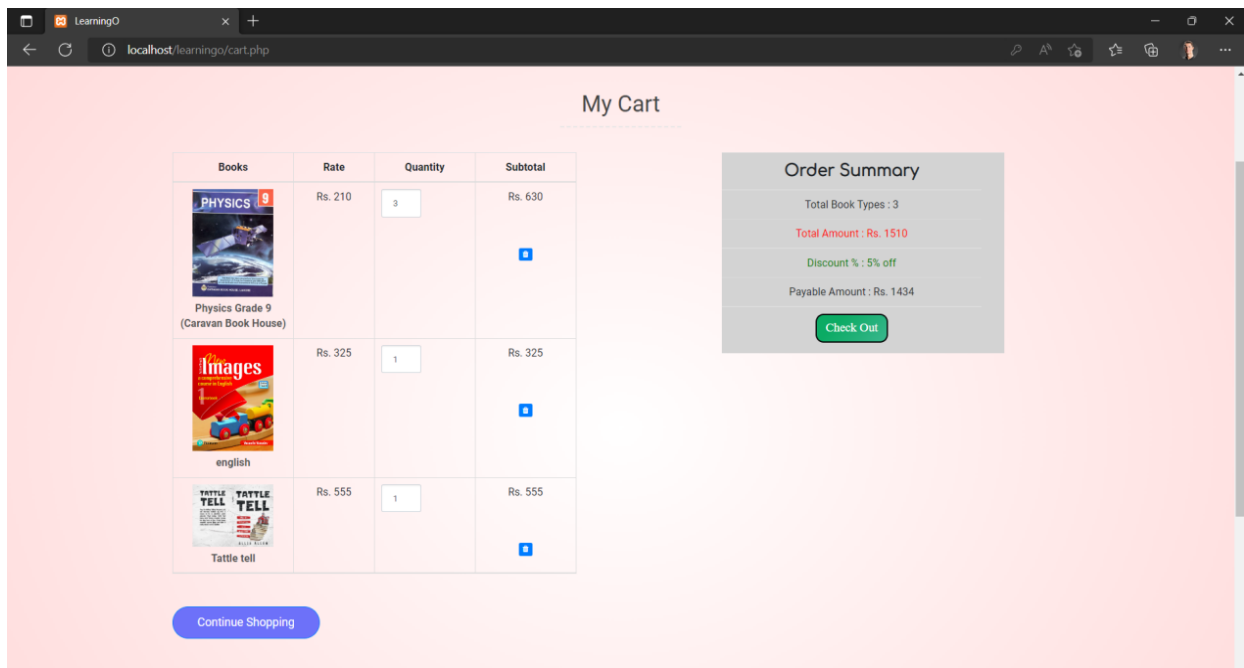 LearningO
localhost/learningo/cart.php
My Cart
Books Rate Quantity Subtotal
PHYSICS 9
Rs. 210 3 Rs. 630
Physics Grade 9
(Caravan Book House)
New
Images
1
Rs. 325 1 Rs. 325
english
TATTLE TELL
TATTLE TELL
Rs. 555 1 Rs. 555
Tattle tell
Continue Shopping
Order Summary
Total Book Types : 3
Total Amount : Rs. 1510
Discount % : 5% off
Payable Amount : Rs. 1434
Check Out